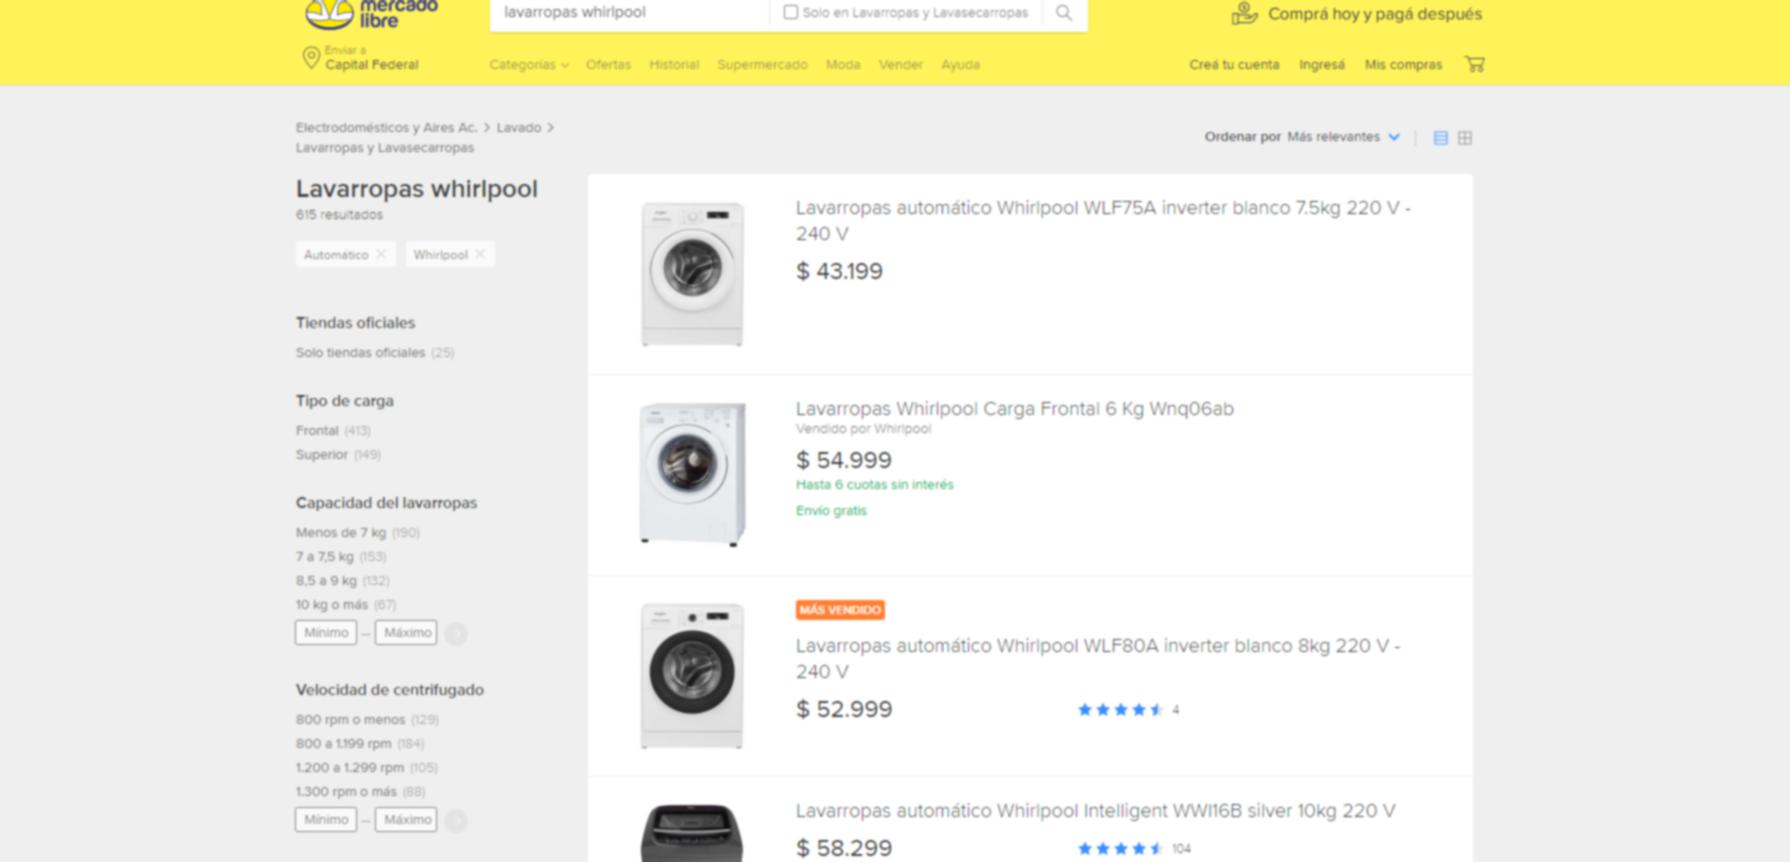 mercado
libre
lavarropas whirlpool
Solo en Lavarropas y Lavasecarropas
Comprá hoy y pagá después
Enviar a
Capital Federal
Categorías
Ofertas
Historial
Supermercado
Moda
Vender
Ayuda
Creá tu cuenta
Ingresá
Mis compras
Electrodomésticos y Aires Ac. > Lavado >
Lavarropas y Lavasecarropas
Ordenar por Más relevantes
Lavarropas whirlpool
615 resultados
Automático
Whirlpool
Tiendas oficiales
Solo tiendas oficiales (25)
Tipo de carga
Frontal (413)
Superior (149)
Capacidad del lavarropas
Menos de 7 kg (190)
7 a 7,5 kg (153)
8,5 a 9 kg (132)
10 kg o más (67)
Mínimo – Máximo
Velocidad de centrifugado
800 rpm o menos (129)
800 a 1.199 rpm (184)
1.200 a 1.299 rpm (105)
1.300 rpm o más (88)
Mínimo – Máximo
Lavarropas automático Whirlpool WLF75A inverter blanco 7.5kg 220 V -
240 V
$ 43.199
Lavarropas Whirlpool Carga Frontal 6 Kg Wnq06ab
Vendido por Whirlpool
$ 54.999
Hasta 6 cuotas sin interés
Envío gratis
MÁS VENDIDO
Lavarropas automático Whirlpool WLF80A inverter blanco 8kg 220 V -
240 V
$ 52.999
4
Lavarropas automático Whirlpool Intelligent WWI16B silver 10kg 220 V
$ 58.299
104